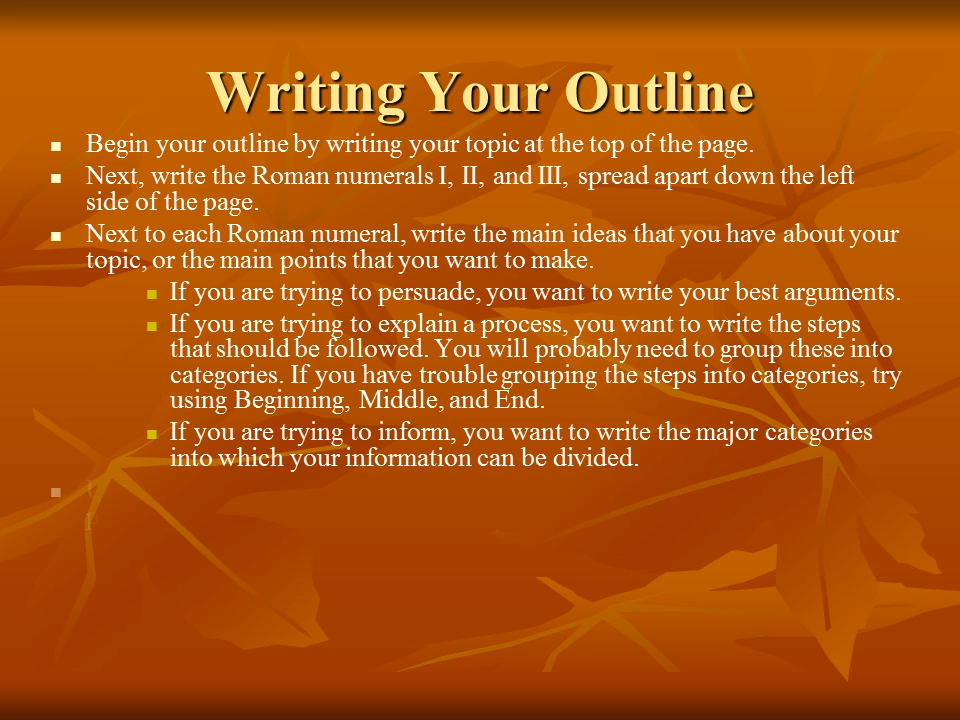 Writing Your Outline
Begin your outline by writing your topic at the top of the page.
Next, write the Roman numerals I, II, and III, spread apart down the left
side of the page.
Next to each Roman numeral, write the main ideas that you have about your
topic, or the main points that you want to make.
If you are trying to persuade, you want to write your best arguments.
If you are trying to explain a process, you want to write the steps
that should be followed. You will probably need to group these into
categories. If you have trouble grouping the steps into categories, try
using Beginning, Middle, and End.
If you are trying to inform, you want to write the major categories
into which your information can be divided.